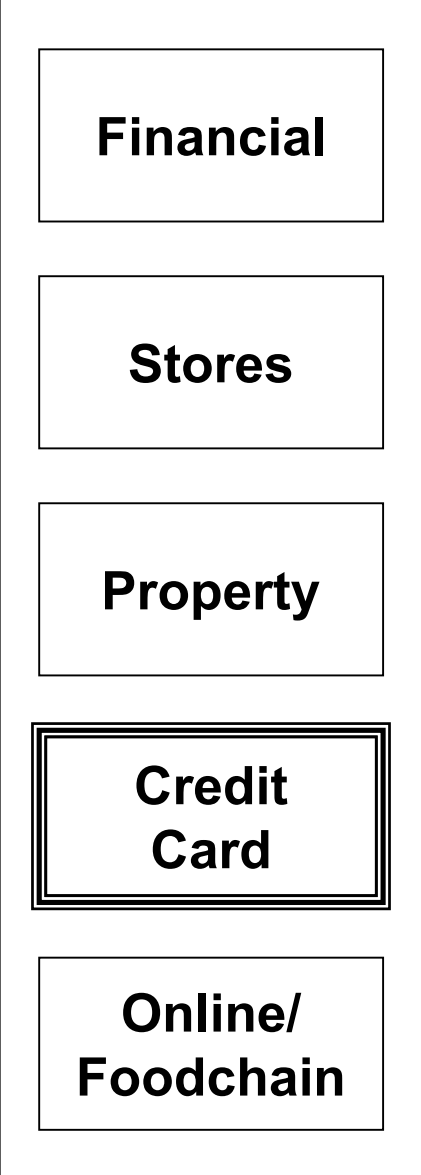 Financial
Stores
Property
Credit
Card
Online/
Foodchain